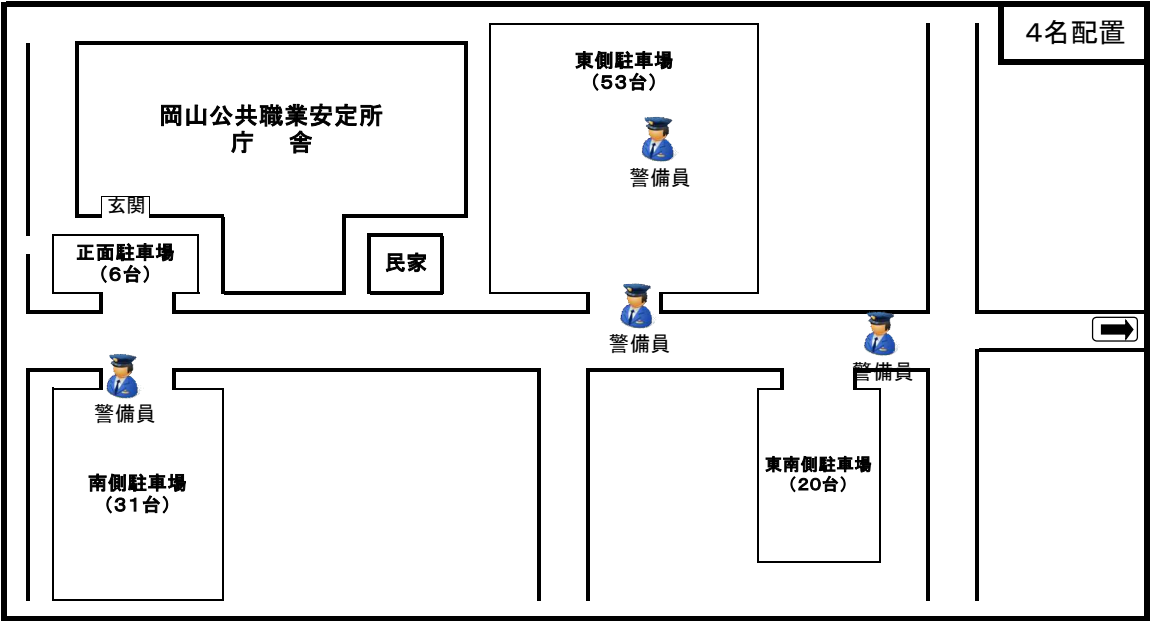 ４名配置
岡山公共職業安定所
庁　舎
玄関
正面駐車場
（６台）
民家
東側駐車場
（５３台）
警備員
警備員
警備員
警備員
南側駐車場
（３１台）
東南側駐車場
（２０台）